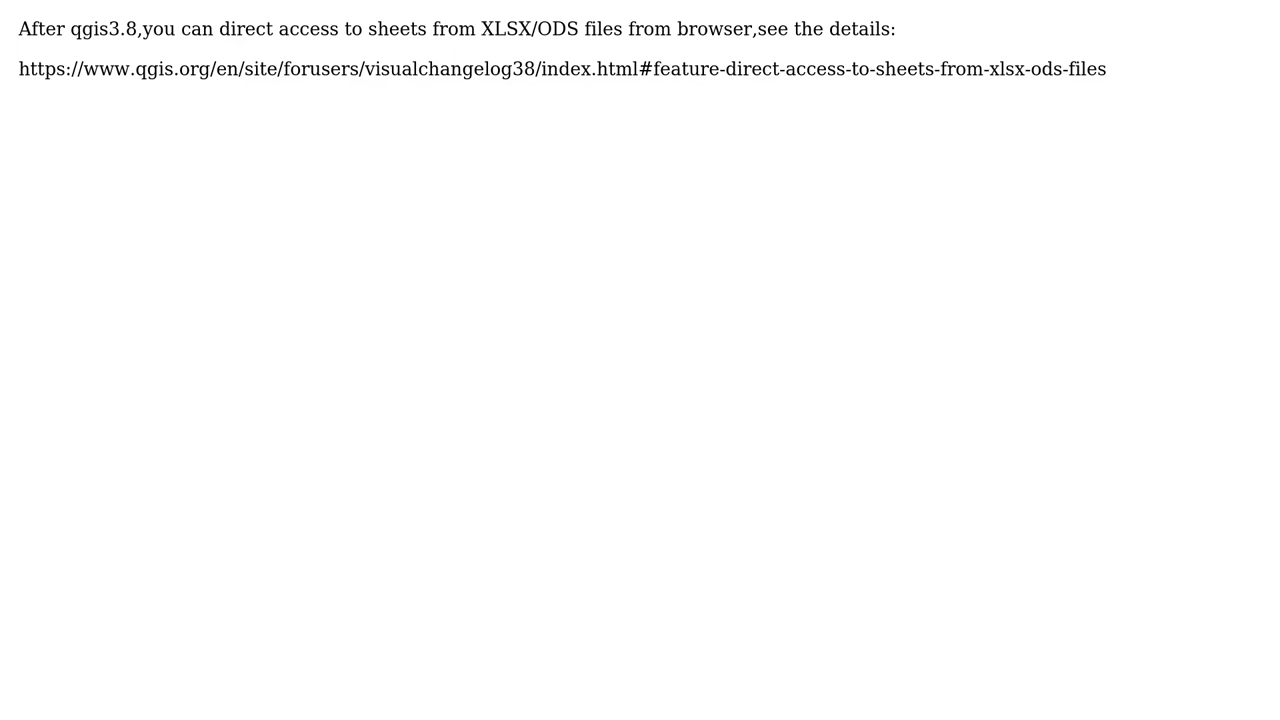 After qgis3.8,you can direct access to sheets from XLSX/ODS files from browser,see the details:
https://www.qgis.org/en/site/forusers/visualchangelog38/index.html#feature-direct-access-to-sheets-from-xlsx-ods-files